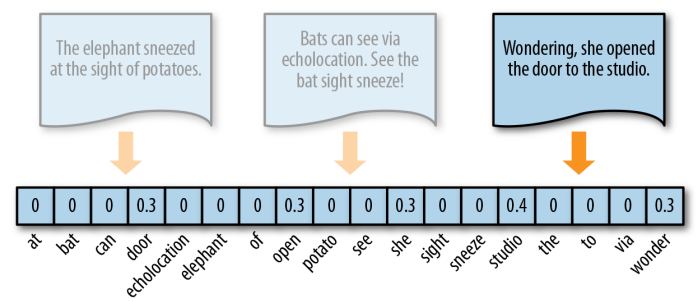 The elephant sneezed
at the sight of potatoes.
Bats can see via
echolocation. See the
bat sight sneeze!
Wondering, she opened
the door to the studio.
0 0 0 0.3 0 0 0 0.3 0 0 0.3 0 0 0.4 0 0 0 0.3
at bat can door echolocation elephant of open potato see she sight sneeze studio the to via wonder